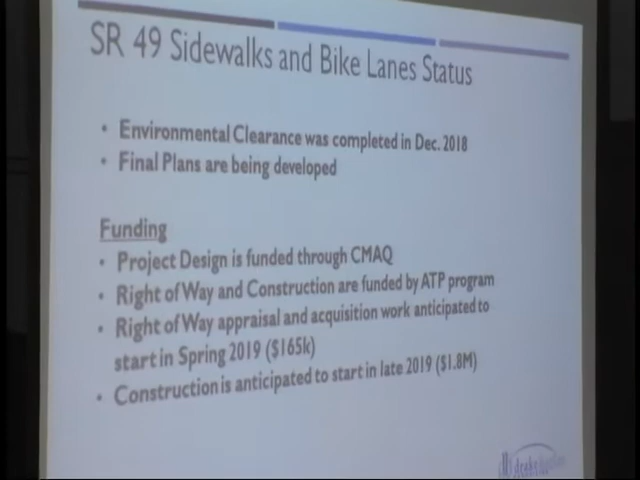 SR 49 Sidewalks and Bike Lanes Status
• Environmental Clearance was completed in Dec. 2018
• Final Plans are being developed
Funding
• Project Design is funded through CMAQ
• Right of Way and Construction are funded by ATP program
• Right of Way appraisal and acquisition work anticipated to
start in Spring 2019 ($165k)
• Construction is anticipated to start in late 2019 ($1.8M)